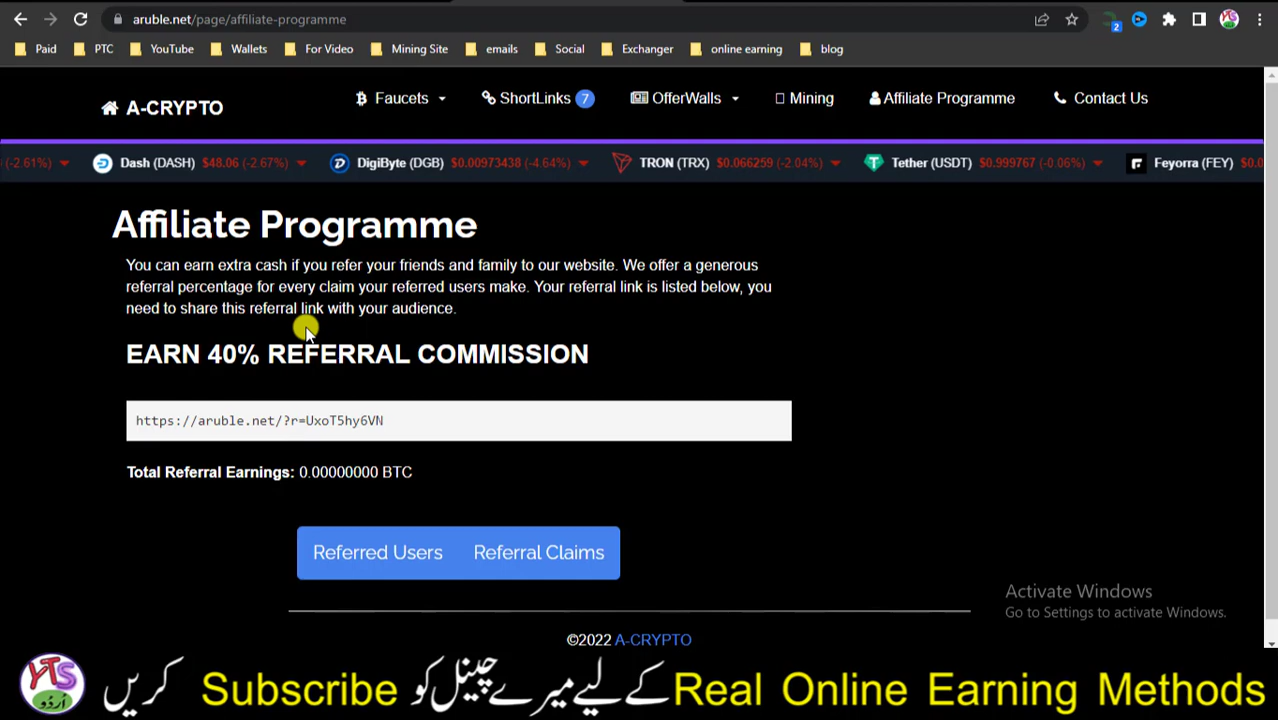 aruble.net/page/affiliate-programme
2
Paid PTC YouTube Wallets For Video Mining Site emails Social Exchanger online earning blog
A-CRYPTO Faucets ShortLinks 7 OfferWalls Mining Affiliate Programme Contact Us
(-2.61%) Dash (DASH) $48.06 (-2.67%) DigiByte (DGB) $0.00973438 (-4.64%) TRON (TRX) $0.066259 (-2.04%) Tether (USDT) $0.999767 (-0.06%) Feyorra (FEY) $0.0
Affiliate Programme
You can earn extra cash if you refer your friends and family to our website. We offer a generous
referral percentage for every claim your referred users make. Your referral link is listed below, you
need to share this referral link with your audience.
EARN 40% REFERRAL COMMISSION
https://aruble.net/?r=UxoT5hy6VN
Total Referral Earnings: 0.00000000 BTC
Referred Users Referral Claims
Activate Windows
Go to Settings to activate Windows.
©2022 A-CRYPTO
YTS اُردُو
Real Online Earning Methods کے لیے میرے چینل کو Subscribe کریں